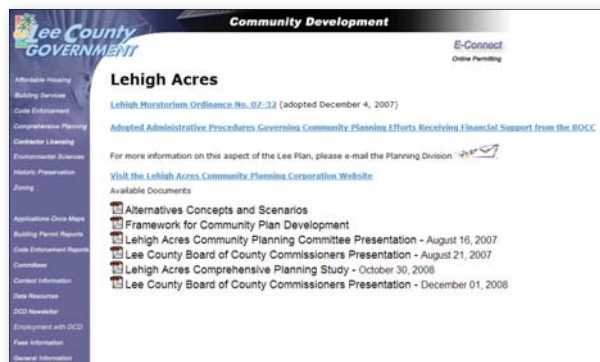 Lee County
GOVERNMENT
Community Development
E-Connect
Online Permitting
Affordable Housing
Building Services
Code Enforcement
Comprehensive Planning
Contractor Licensing
Environmental Sciences
Historic Preservation
Zoning
Applications-Docs-Maps
Building Permit Reports
Code Enforcement Reports
Committees
Contact Information
Data Resources
DCD Newsletter
Employment with DCD
Fees Information
General Information
Lehigh Acres
Lehigh Moratorium Ordinance No. 07-32 (adopted December 4, 2007)
Adopted Administrative Procedures Governing Community Planning Efforts Receiving Financial Support from the BOCC
For more information on this aspect of the Lee Plan, please e-mail the Planning Division
Visit the Lehigh Acres Community Planning Corporation Website
Available Documents
Alternatives Concepts and Scenarios
Framework for Community Plan Development
Lehigh Acres Community Planning Committee Presentation - August 16, 2007
Lee County Board of County Commissioners Presentation - August 21, 2007
Lehigh Acres Comprehensive Planning Study - October 30, 2008
Lee County Board of County Commissioners Presentation - December 01, 2008